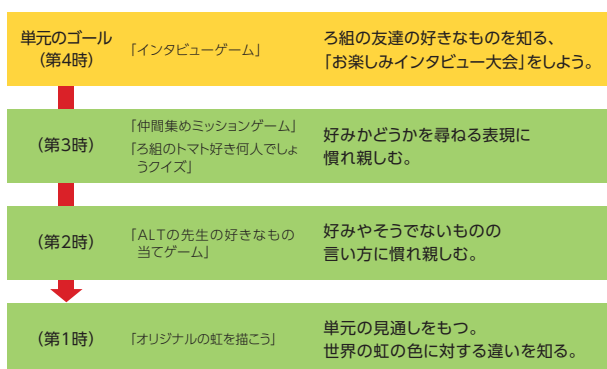 単元のゴール
(第4時)
「インタビューゲーム」
ろ組の友達の好きなものを知る、
「お楽しみインタビュー大会」をしよう。
(第3時)
「仲間集めミッションゲーム」
「ろ組のトマト好き何人でしょ
うクイズ」
好みかどうかを尋ねる表現に
慣れ親しむ。
(第2時)
「ALTの先生の好きなもの
当てゲーム」
好みやそうでないものの
言い方に慣れ親しむ。
(第1時)
「オリジナルの虹を描こう」
単元の見通しをもつ。
世界の虹の色に対する違いを知る。